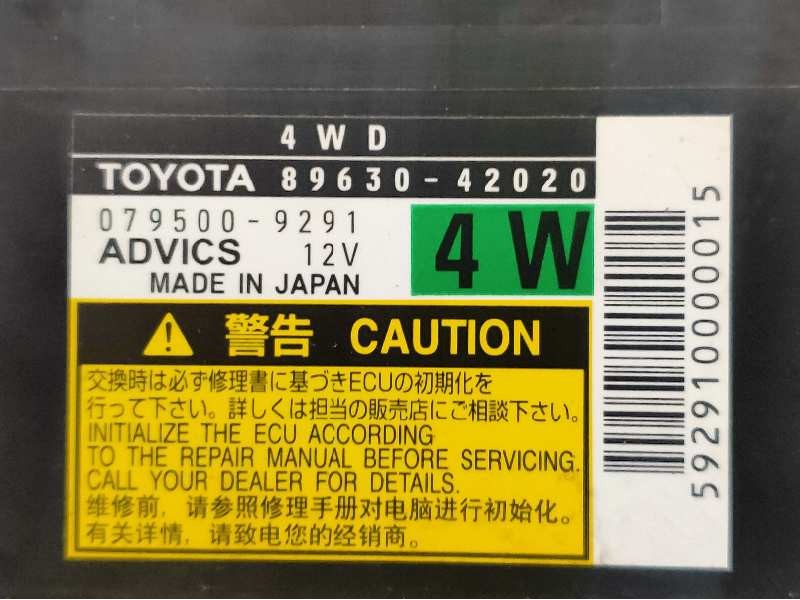 4WD
TOYOTA 89630-42020
079500-9291
ADVICS 12V
MADE IN JAPAN
4W
警告 CAUTION
交換時は必ず修理書に基づきECUの初期化を
行って下さい。詳しくは担当の販売店にご相談下さい。
INITIALIZE THE ECU ACCORDING
TO THE REPAIR MANUAL BEFORE SERVICING.
CALL YOUR DEALER FOR DETAILS.
维修前，请参照修理手册对电脑进行初始化。
有关详情，请致电您的经销商。
592910000015